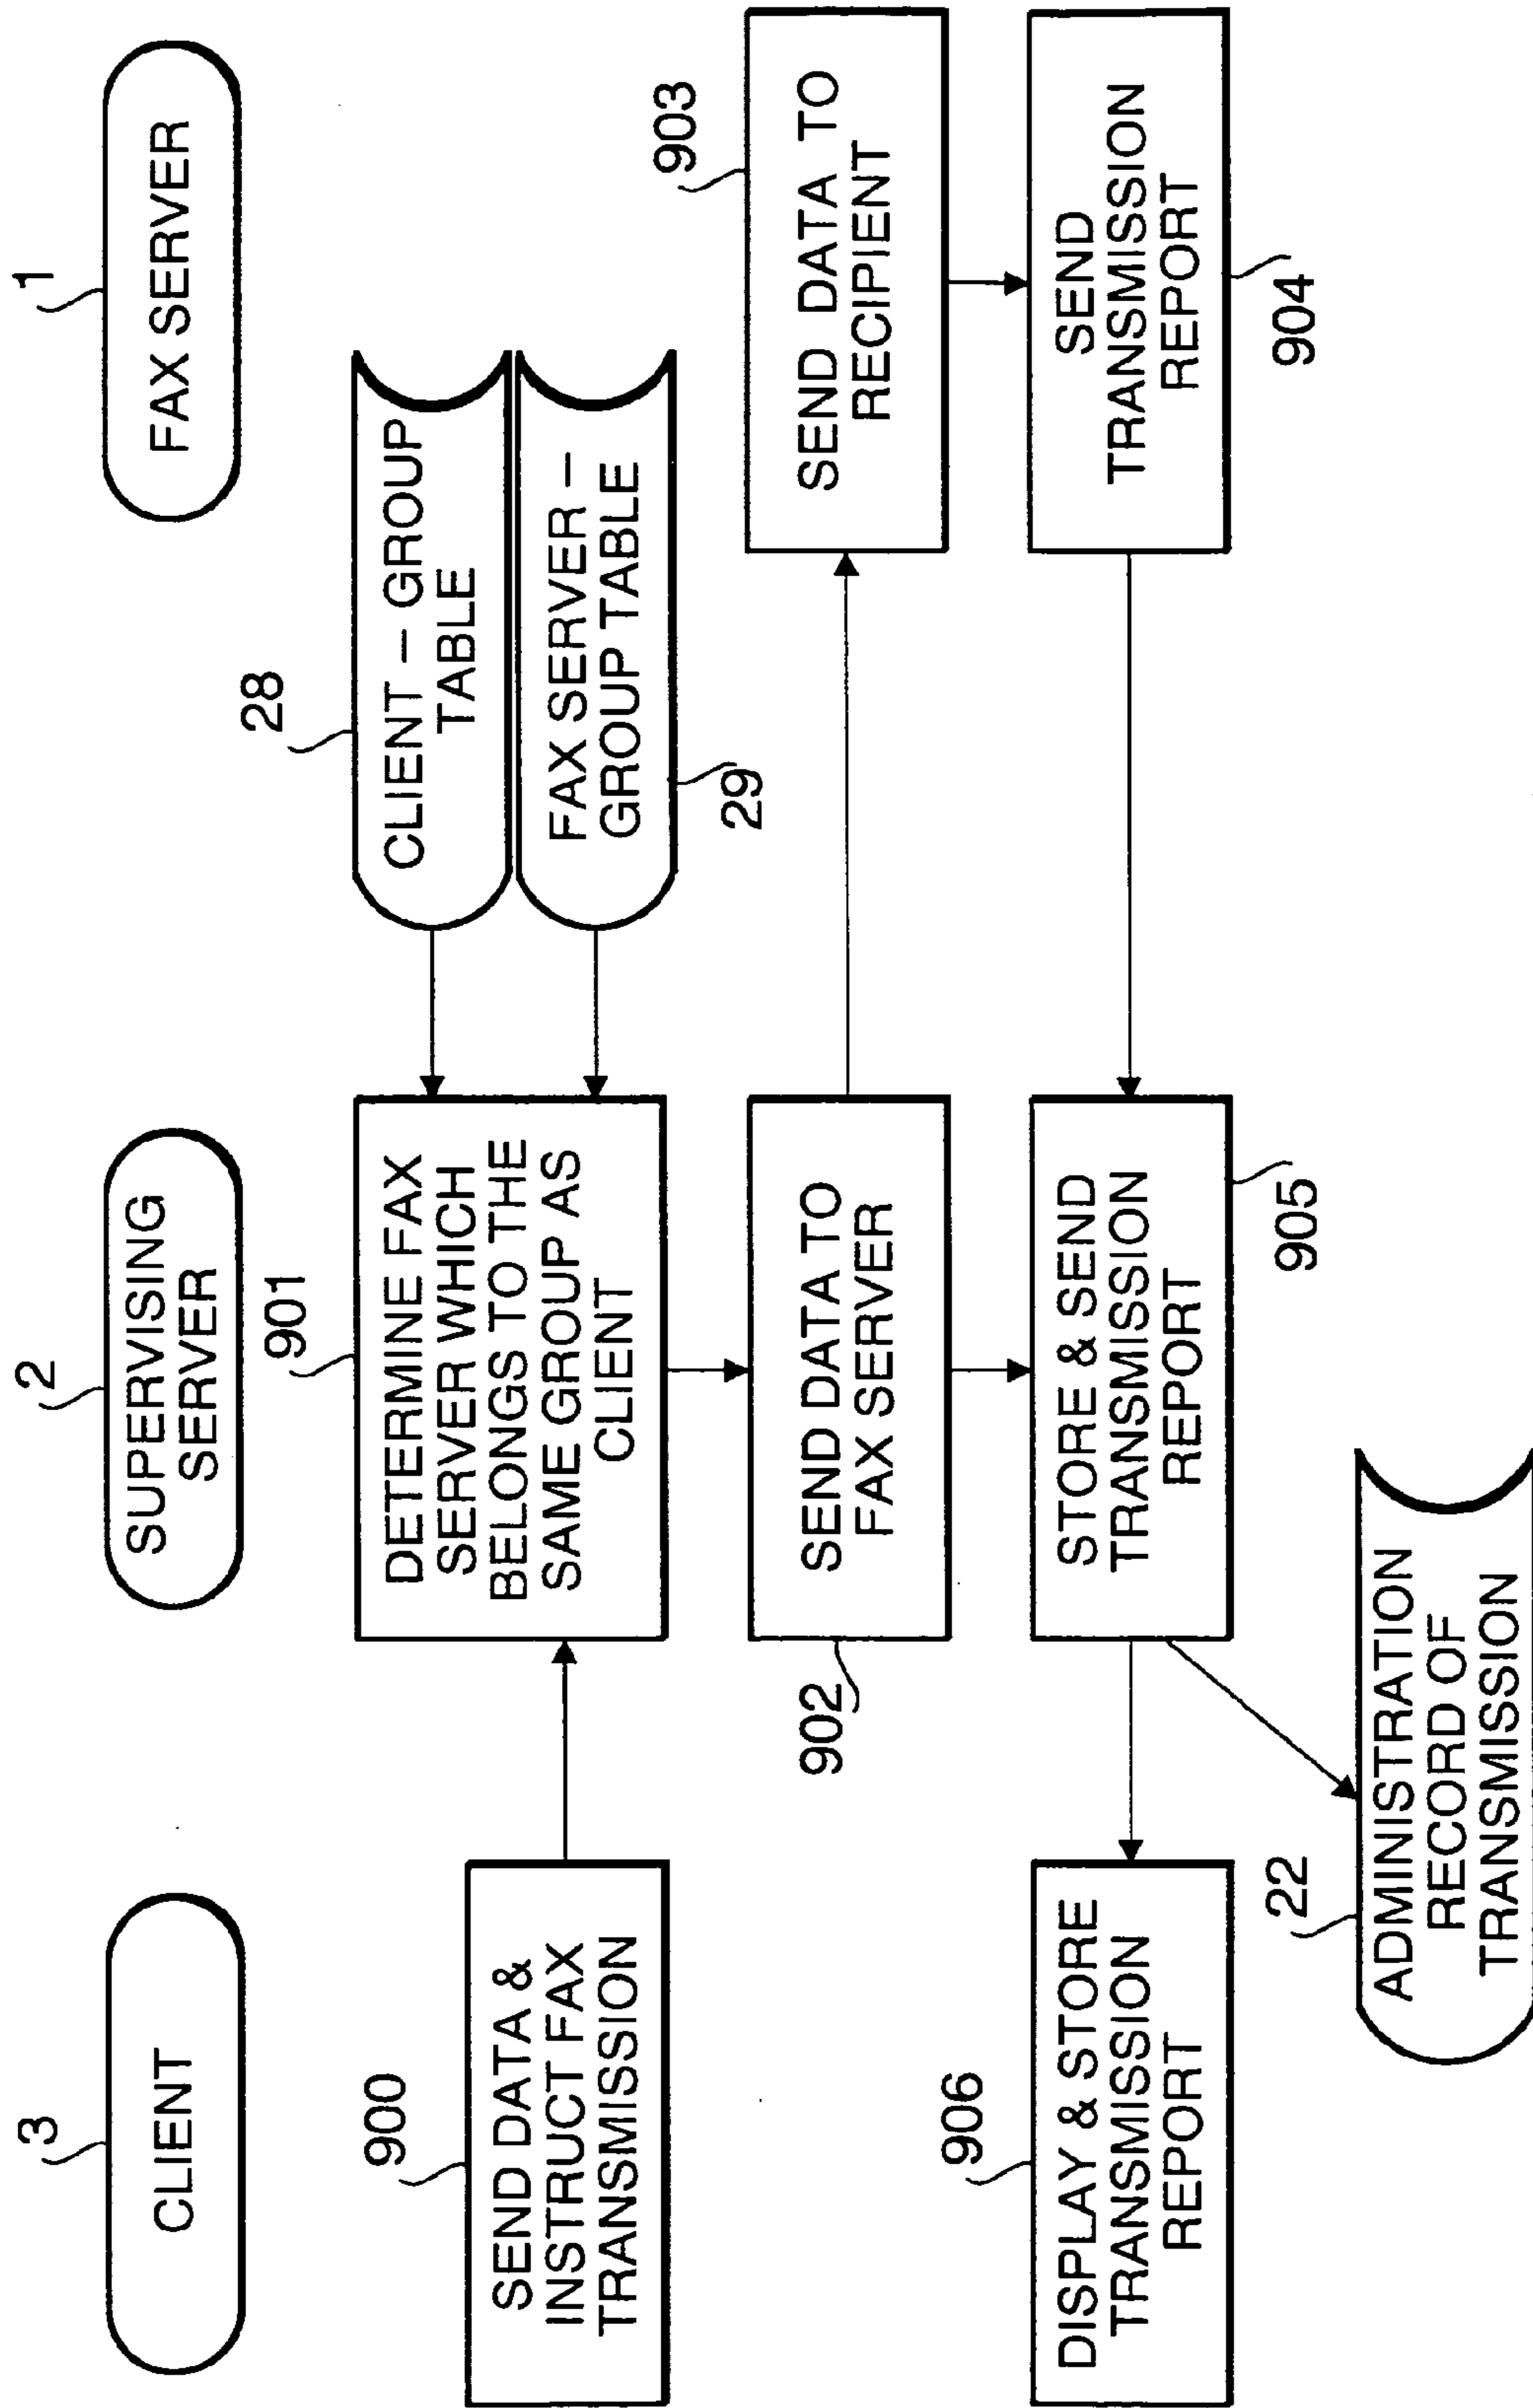 3
CLIENT
2
SUPERVISING
SERVER
1
FAX SERVER
900
SEND DATA &
INSTRUCT FAX
TRANSMISSION
901
DETERMINE FAX
SERVER WHICH
BELONGS TO THE
SAME GROUP AS
CLIENT
28
CLIENT – GROUP
TABLE
FAX SERVER –
GROUP TABLE
29
902
SEND DATA TO
FAX SERVER
903
SEND DATA TO
RECIPIENT
SEND
TRANSMISSION
REPORT
904
STORE & SEND
TRANSMISSION
REPORT
905
906
DISPLAY & STORE
TRANSMISSION
REPORT
22
ADMINISTRATION
RECORD OF
TRANSMISSION